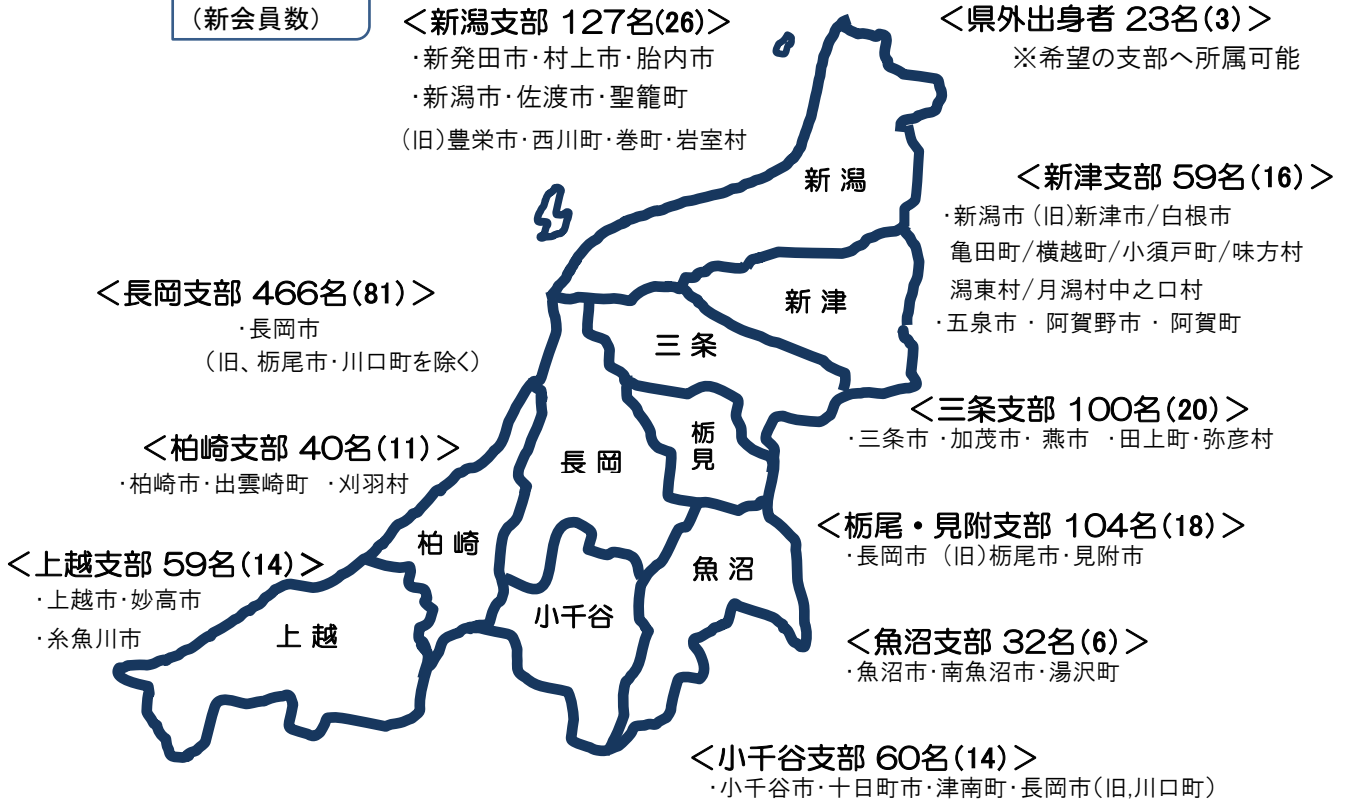 (新会員数)
＜新潟支部 127名(26)＞
・新発田市・村上市・胎内市
・新潟市・佐渡市・聖籠町
(旧)豊栄市・西川町・巻町・岩室村
＜県外出身者 23名(3)＞
※希望の支部へ所属可能
＜新津支部 59名(16)＞
・新潟市 (旧)新津市/白根市
亀田町/横越町/小須戸町/味方村
潟東村/月潟村中之口村
・五泉市 ・ 阿賀野市 ・ 阿賀町
＜長岡支部 466名(81)＞
・長岡市
(旧、栃尾市・川口町を除く)
＜三条支部 100名(20)＞
・三条市 ・加茂市・ 燕市 ・田上町・弥彦村
＜柏崎支部 40名(11)＞
・柏崎市・出雲崎町 ・刈羽村
＜栃尾・見附支部 104名(18)＞
・長岡市 (旧)栃尾市・見附市
＜上越支部 59名(14)＞
・上越市・妙高市
・糸魚川市
＜魚沼支部 32名(6)＞
・魚沼市・南魚沼市・湯沢町
＜小千谷支部 60名(14)＞
・小千谷市・十日町市・津南町・長岡市(旧,川口町)
新 潟
新 津
三 条
栃
見
長 岡
柏 崎
魚 沼
小千谷
上 越